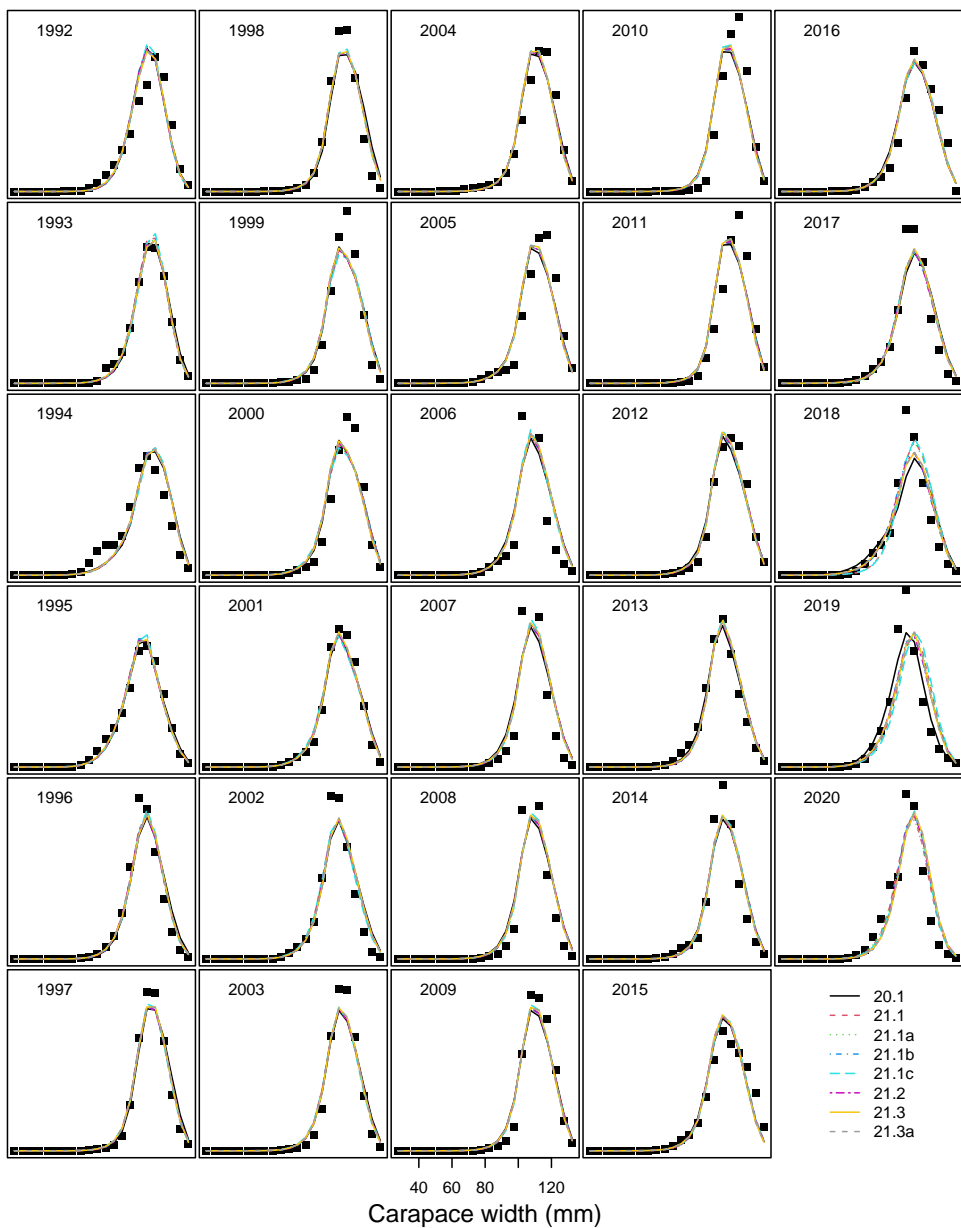 1992 1998 2004 2010 2016
1993 1999 2005 2011 2017
1994 2000 2006 2012 2018
1995 2001 2007 2013 2019
1996 2002 2008 2014 2020
1997 2003 2009 2015
20.1
21.1
21.1a
21.1b
21.1c
21.2
21.3
21.3a
40 60 80 120
Carapace width (mm)